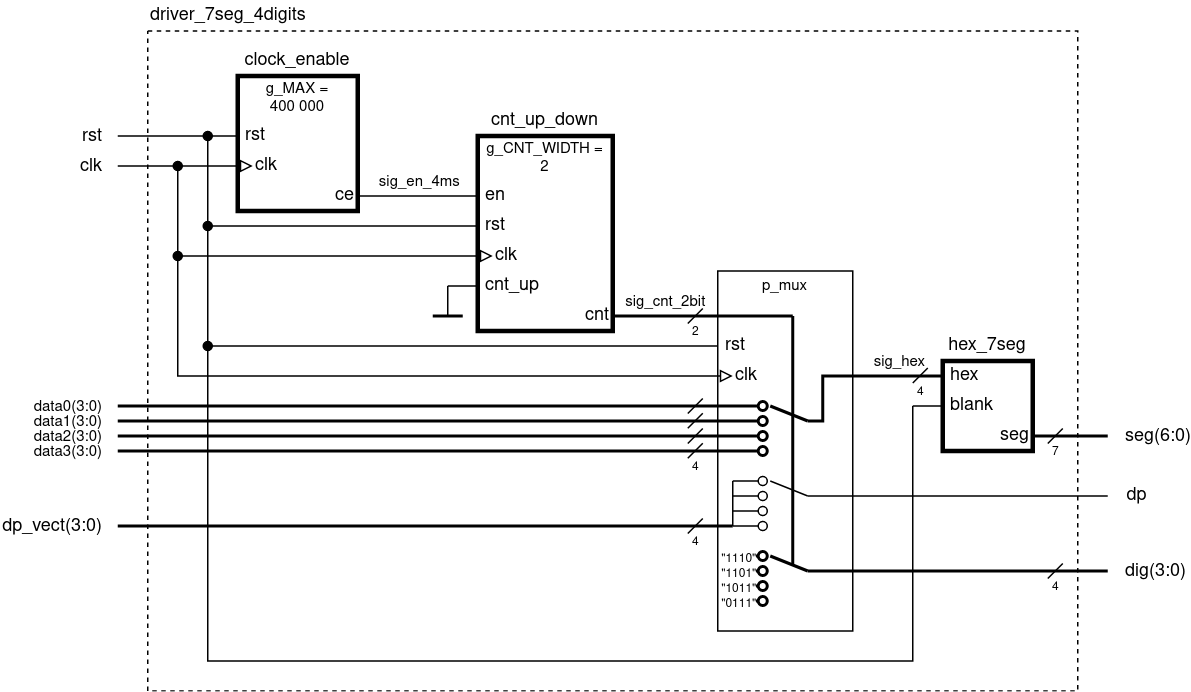 driver_7seg_4digits
clock_enable
g_MAX =
400 000
rst
clk
rst
clk
ce
sig_en_4ms
cnt_up_down
g_CNT_WIDTH =
2
en
rst
clk
cnt_up
cnt
sig_cnt_2bit
2
p_mux
rst
clk
hex_7seg
sig_hex
4
hex
blank
seg
7
seg(6:0)
data0(3:0)
data1(3:0)
data2(3:0)
data3(3:0)
4
dp
dp_vect(3:0)
4
"1110"
"1101"
"1011"
"0111"
4
dig(3:0)